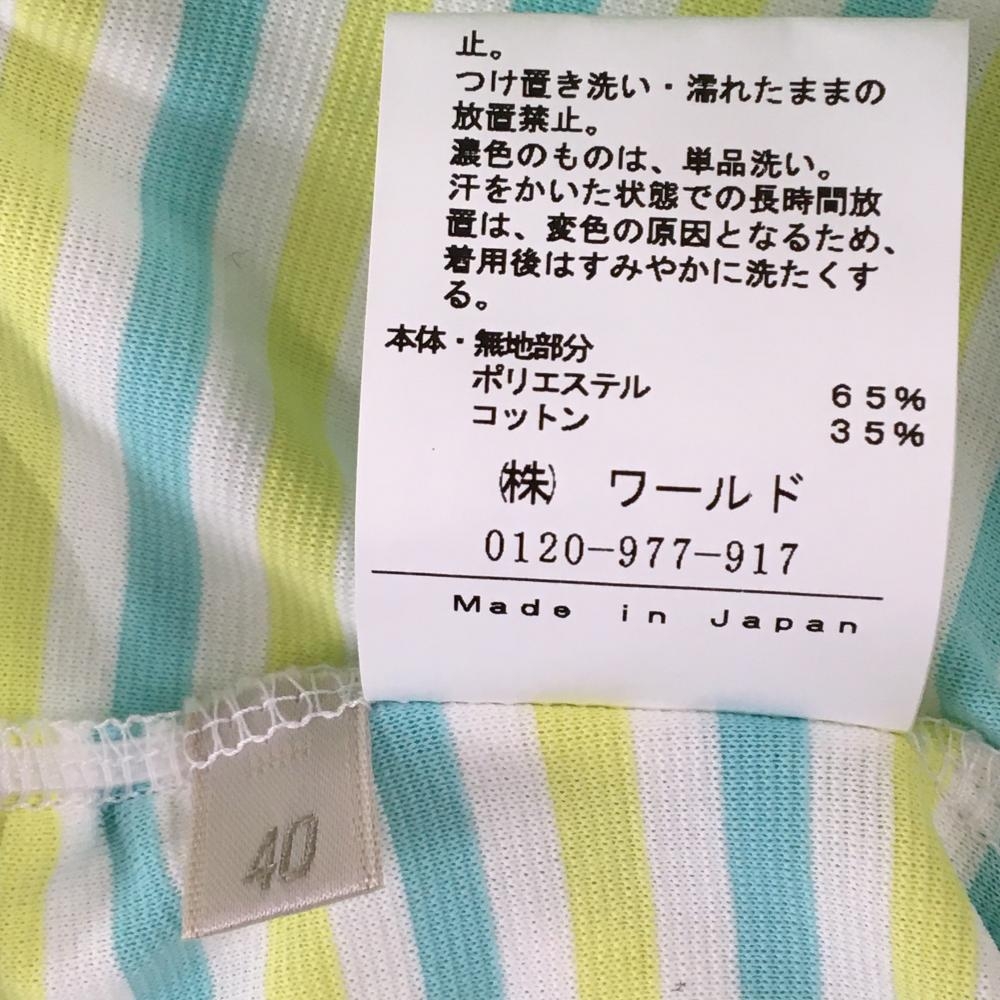 止。
つけ置き洗い・濡れたままの
放置禁止。
濃色のものは、単品洗い。
汗をかいた状態での長時間放
置は、変色の原因となるため、
着用後はすみやかに洗たくす
る。
本体・無地部分
ポリエステル 65%
コットン 35%
㈱ ワールド
0120-977-917
Made in Japan
40